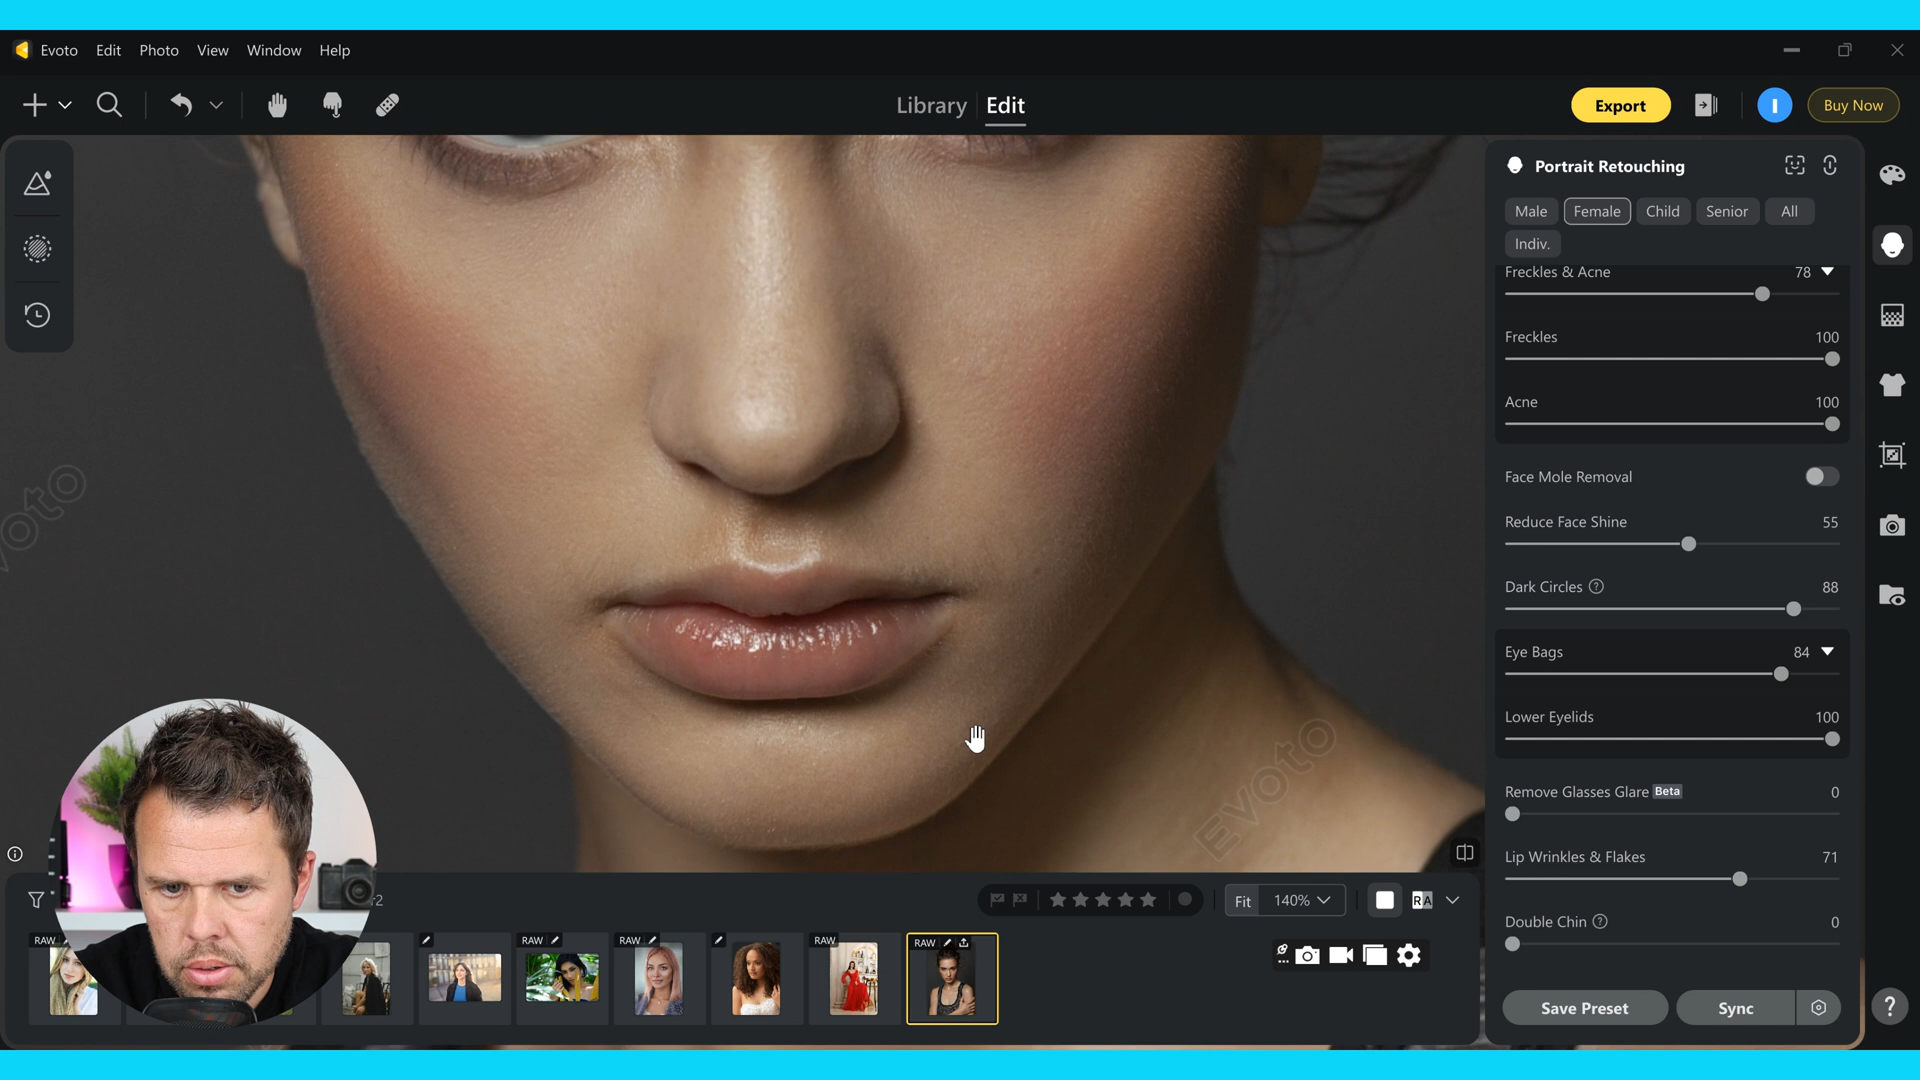 Evoto Edit Photo View Window Help
Library Edit
Export
I
Buy Now
Portrait Retouching
Male Female Child Senior All
Indiv.
Freckles & Acne 78
Freckles 100
Acne 100
Face Mole Removal
Reduce Face Shine 55
Dark Circles ? 88
Eye Bags 84
Lower Eyelids 100
Remove Glasses Glare Beta 0
Lip Wrinkles & Flakes 71
Double Chin ? 0
Save Preset Sync
?
Evoto
Fit 140%
RA
RAW
RAW
RAW
RAW
RAW